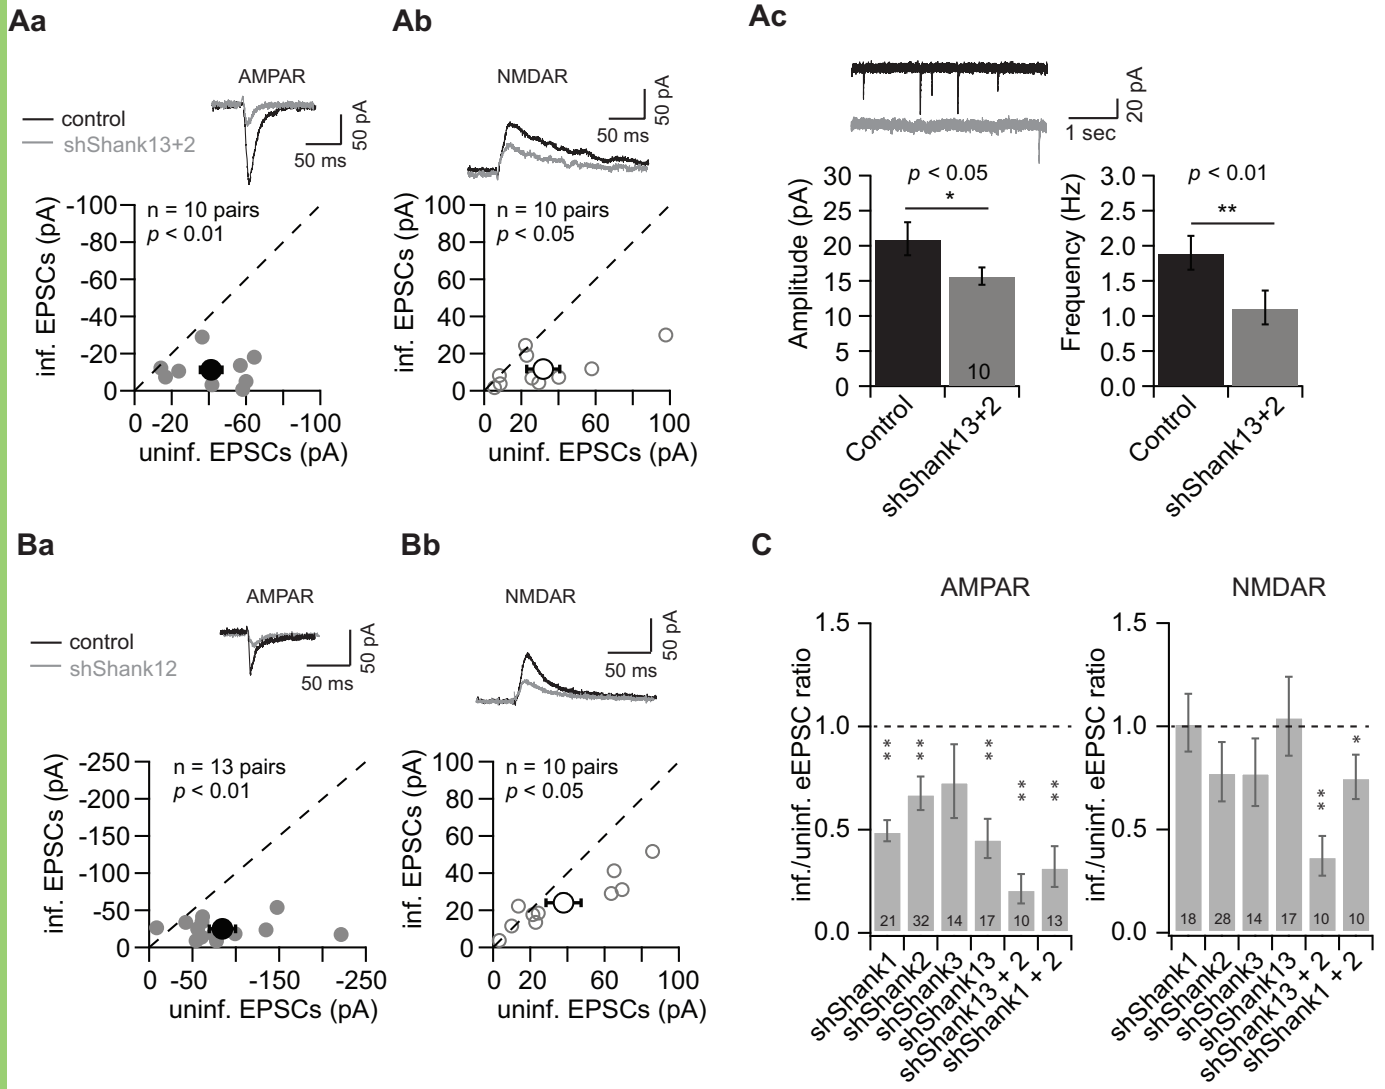 Aa
AMPAR
control
shShank13+2
50 ms
50 pA
n = 10 pairs
p < 0.01
inf. EPSCs (pA)
-100
-80
-60
-40
-20
0
0 -20 -60 -100
uninf. EPSCs (pA)
Ab
NMDAR
50 ms
50 pA
n = 10 pairs
p < 0.05
inf. EPSCs (pA)
100
80
60
40
20
0
0 20 60 100
uninf. EPSCs (pA)
Ac
20 pA
1 sec
p < 0.05
*
Amplitude (pA)
30
25
20
15
10
5
0
10
Control
shShank13+2
p < 0.01
**
Frequency (Hz)
3.0
2.5
2.0
1.5
1.0
0.5
0.0
Control
shShank13+2
Ba
AMPAR
control
shShank12
50 ms
50 pA
n = 13 pairs
p < 0.01
inf. EPSCs (pA)
-250
-200
-150
-100
-50
0
0 -50 -150 -250
uninf. EPSCs (pA)
Bb
NMDAR
50 ms
50 pA
n = 10 pairs
p < 0.05
inf. EPSCs (pA)
100
80
60
40
20
0
0 20 60 100
uninf. EPSCs (pA)
C
AMPAR
inf./uninf. eEPSC ratio
1.5
1.0
0.5
0.0
** ** ** ** **
21 32 14 17 10 13
shShank1
shShank2
shShank3
shShank13
shShank13 + 2
shShank1 + 2
NMDAR
inf./uninf. eEPSC ratio
1.5
1.0
0.5
0.0
** *
18 28 14 17 10 10
shShank1
shShank2
shShank3
shShank13
shShank13 + 2
shShank1 + 2